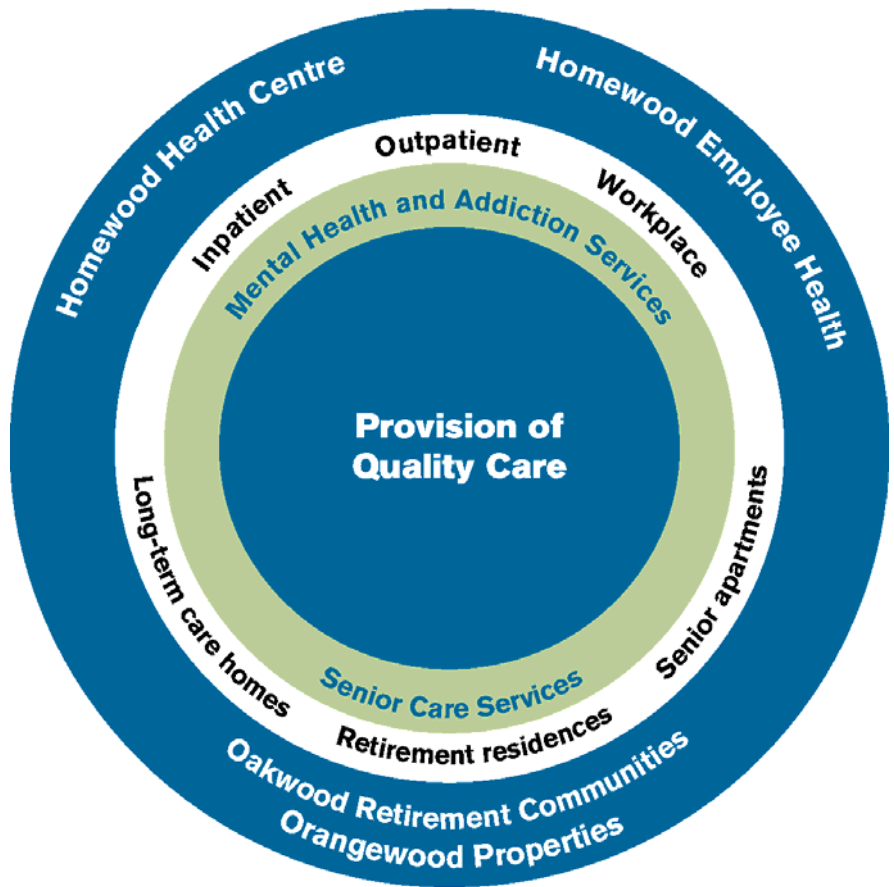 Homewood Health Centre
Homewood Employee Health
Inpatient
Outpatient
Workplace
Mental Health and Addiction Services
Provision of
Quality Care
Long-term care homes
Retirement residences
Senior apartments
Senior Care Services
Oakwood Retirement Communities
Orangewood Properties